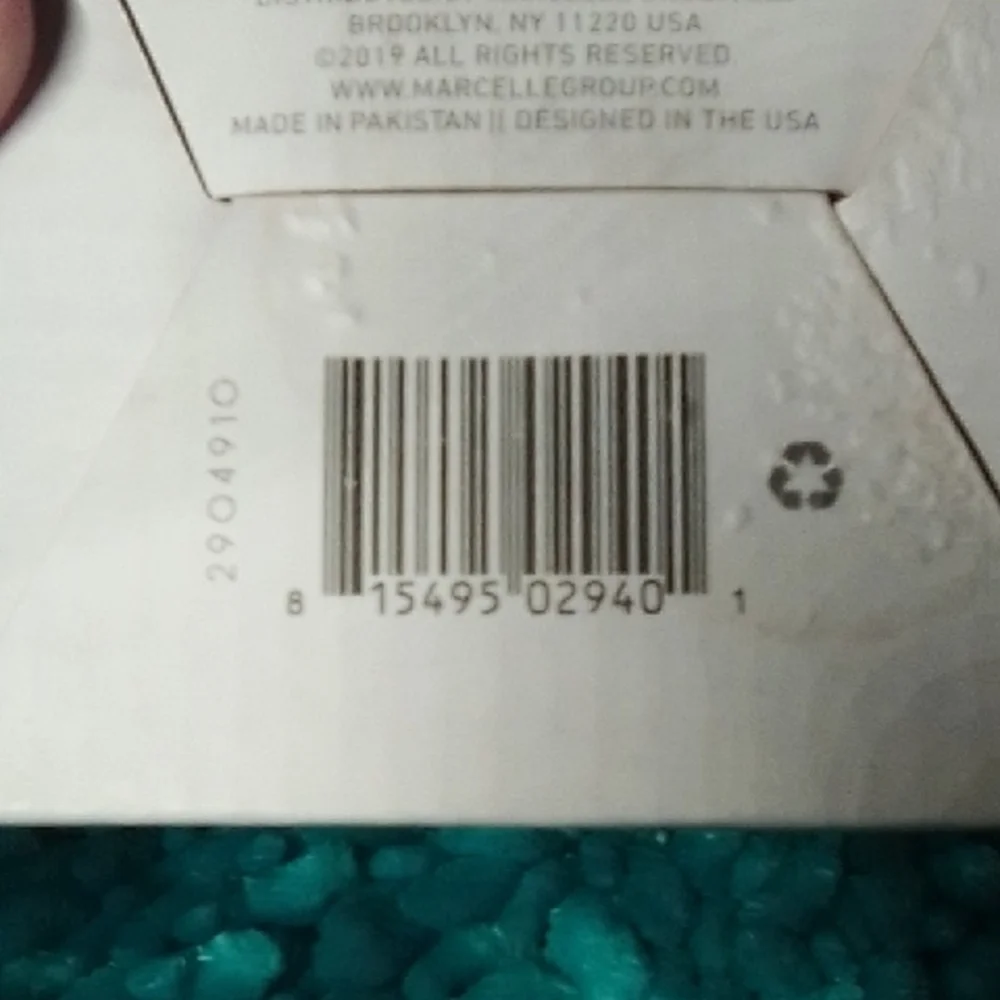 BROOKLYN, NY 11220 USA
©2019 ALL RIGHTS RESERVED.
WWW.MARCELLEGROUP.COM
MADE IN PAKISTAN || DESIGNED IN THE USA
2904910
8 15495 02940 1